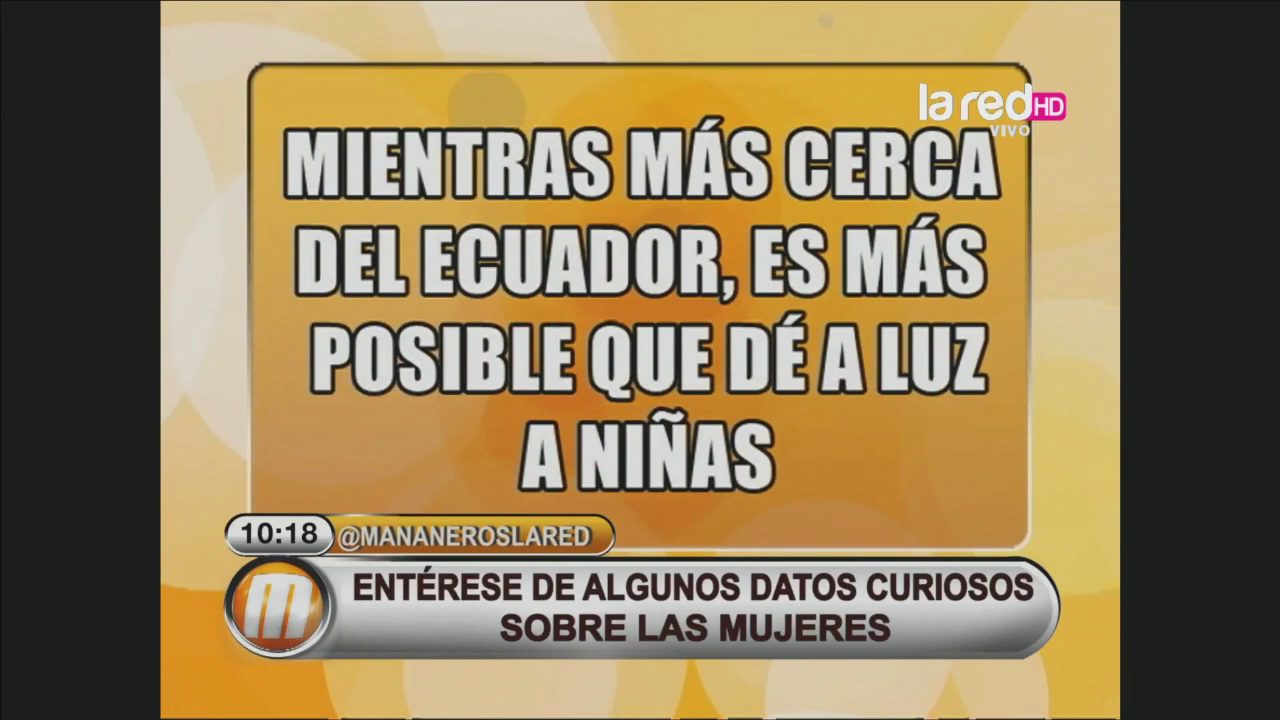 la red HD
VIVO
MIENTRAS MÁS CERCA
DEL ECUADOR, ES MÁS
POSIBLE QUE DÉ A LUZ
A NIÑAS
10:18 @MANANEROSLARED
m
ENTÉRESE DE ALGUNOS DATOS CURIOSOS
SOBRE LAS MUJERES